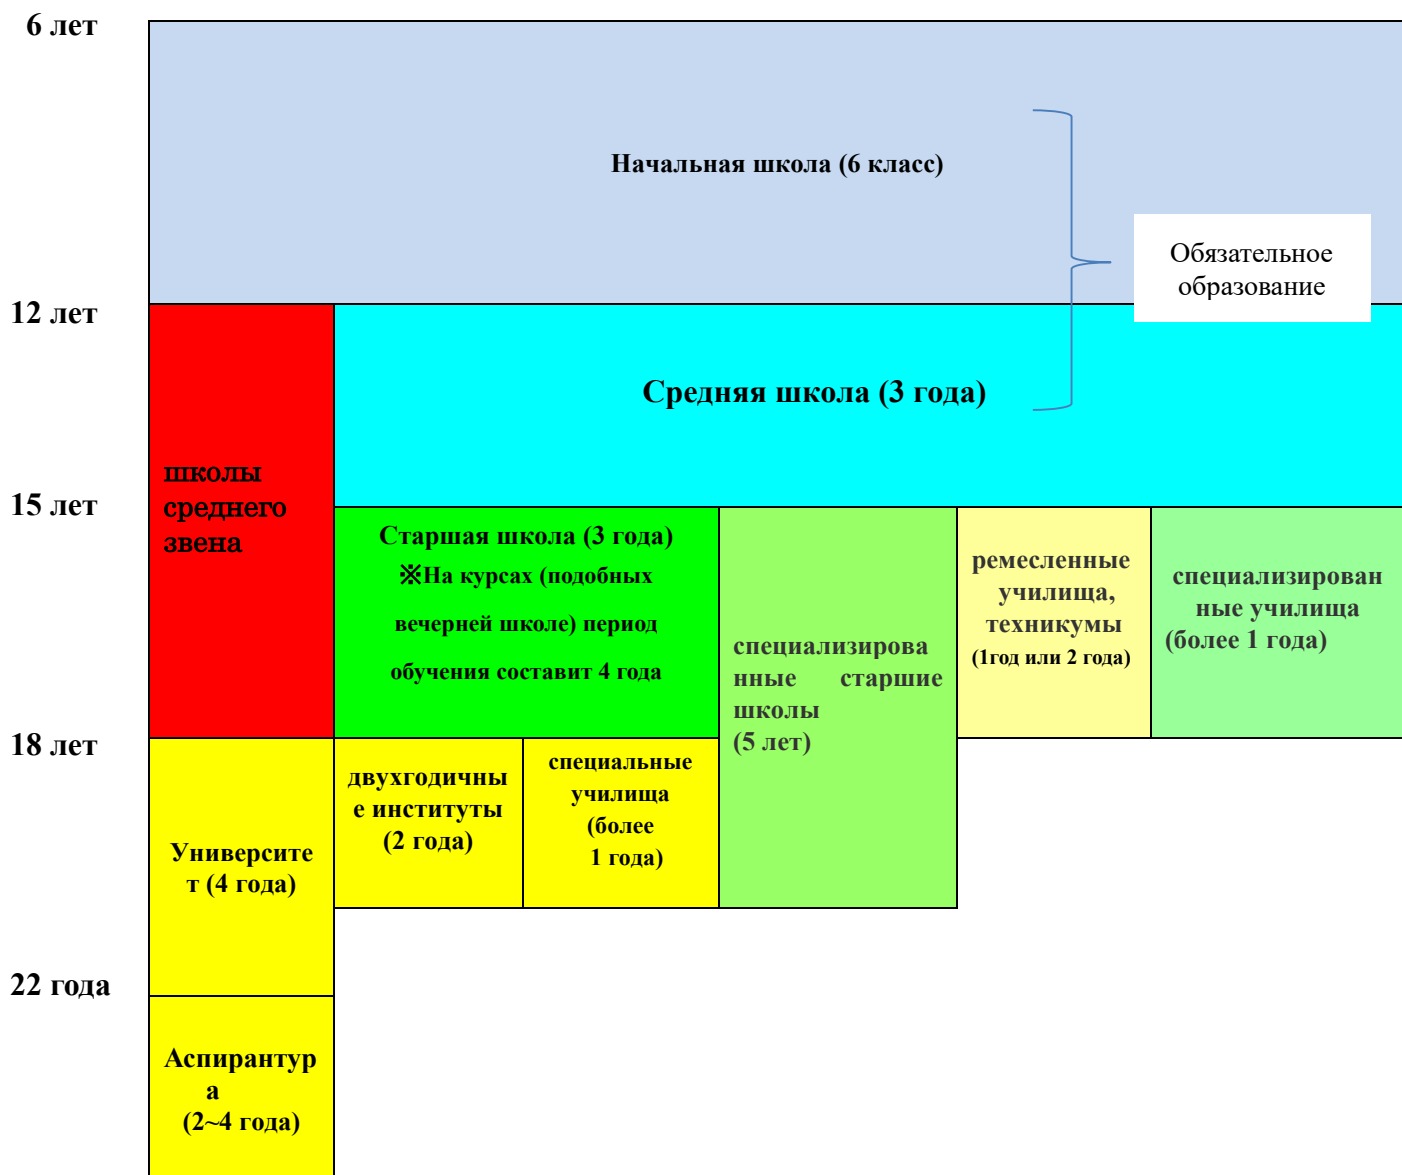 6 лет
Начальная школа (6 класс)
Обязательное
образование
12 лет
Средняя школа (3 года)
школы
среднего
звена
15 лет
Старшая школа (3 года)
※На курсах (подобных
вечерней школе) период
обучения составит 4 года
специализирова
нные старшие
школы
(5 лет)
ремесленные
училища,
техникумы
(1год или 2 года)
специализирован
ные училища
(более 1 года)
18 лет
Университе
т (4 года)
двухгодичны
е институты
(2 года)
специальные
училища
(более
1 года)
22 года
Аспирантур
а
(2~4 года)